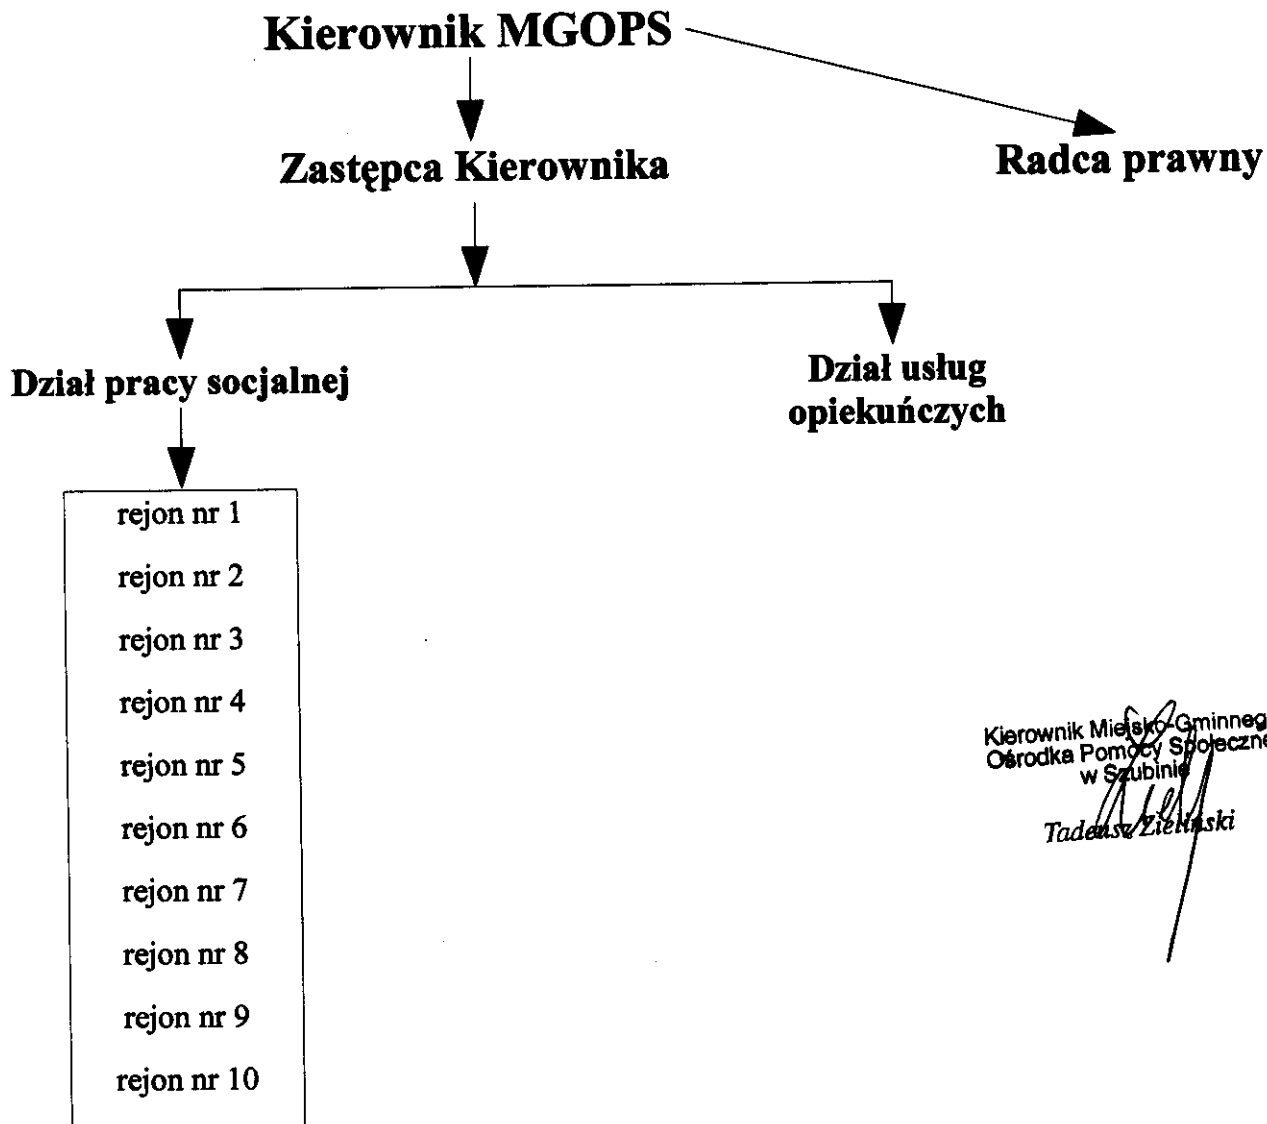 Kierownik MGOPS
Zastępca Kierownika
Radca prawny
Dział pracy socjalnej
Dział usług
opiekuńczych
rejon nr 1
rejon nr 2
rejon nr 3
rejon nr 4
rejon nr 5
rejon nr 6
rejon nr 7
rejon nr 8
rejon nr 9
rejon nr 10
Kierownik Miejsko-Gminneg
Ośrodka Pomocy Społeczne
w Szubinie
Tadeusz Zieliński